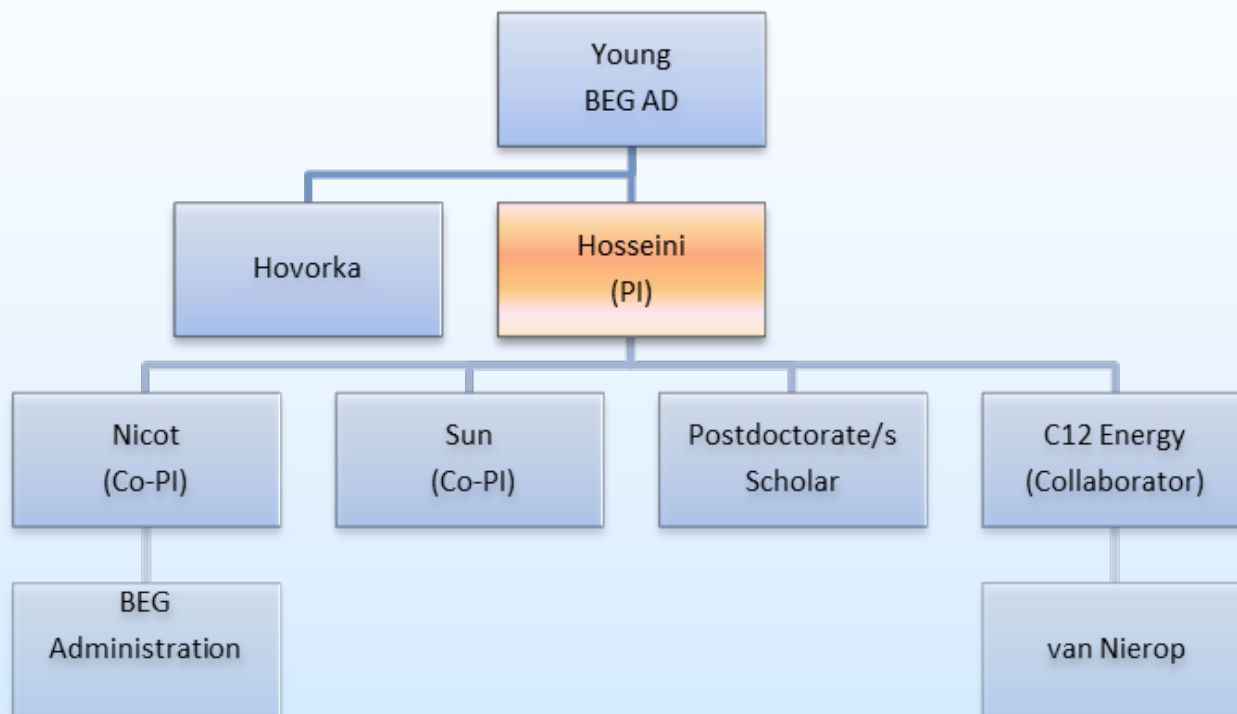 Young
BEG AD
Hovorka
Hosseini
(PI)
Nicot
(Co-PI)
Sun
(Co-PI)
Postdoctorate/s
Scholar
C12 Energy
(Collaborator)
BEG
Administration
van Nierop